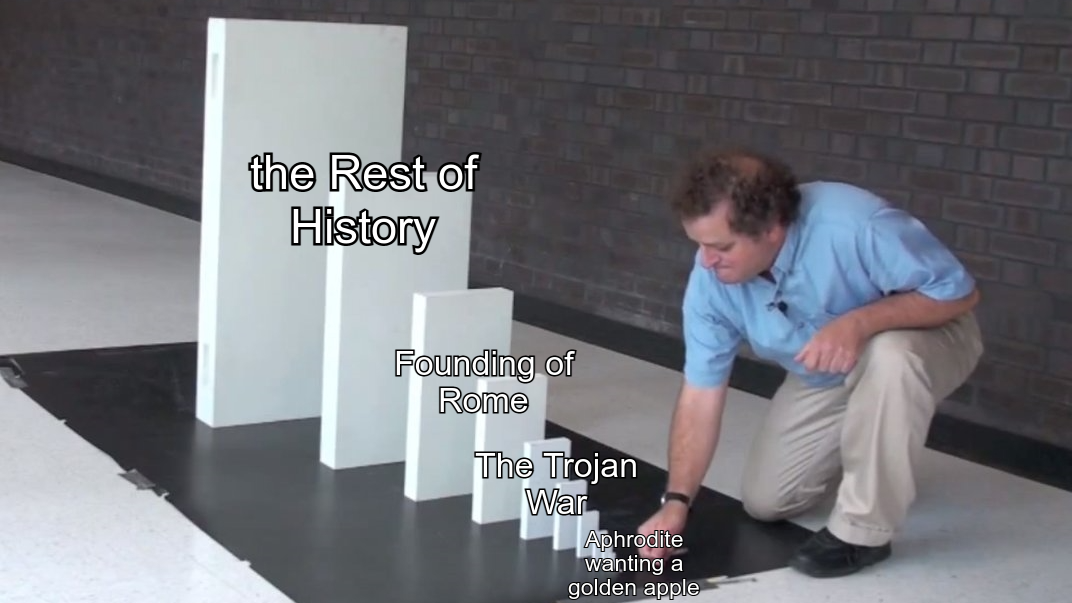 the Rest of
History
Founding of
Rome
The Trojan
War
Aphrodite
wanting a
golden apple